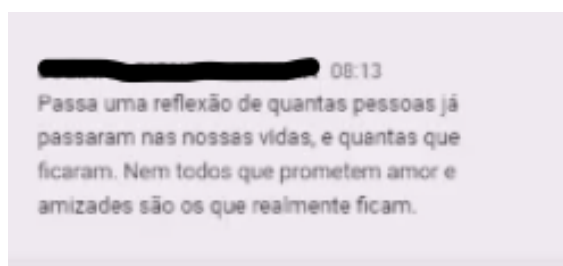 08:13
Passa uma reflexão de quantas pessoas já
passaram nas nossas vidas, e quantas que
ficaram. Nem todos que prometem amor e
amizades são os que realmente ficam.